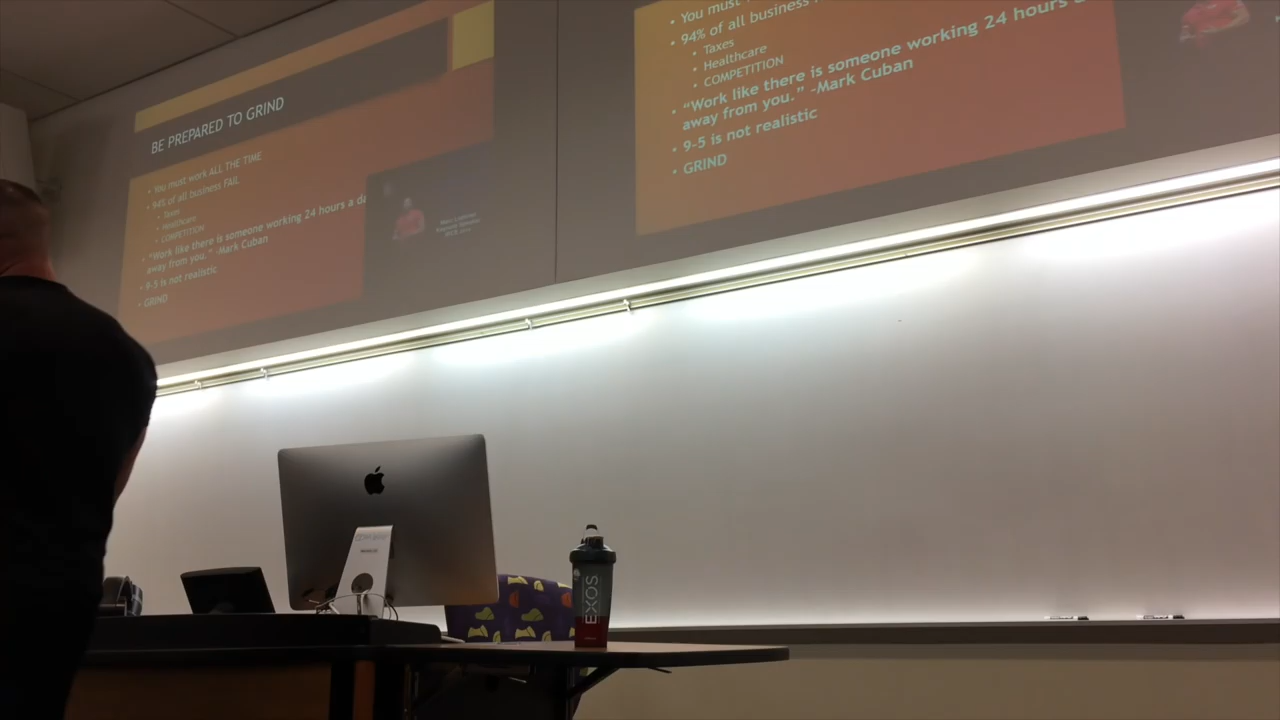 BE PREPARED TO GRIND
• You must work ALL THE TIME
• 94% of all business FAIL
• Taxes
• Healthcare
• COMPETITION
• "Work like there is someone working 24 hours a da
away from you." -Mark Cuban
• 9-5 is not realistic
• GRIND
• You must
• 94% of all business
• Taxes
• Healthcare
• COMPETITION
• "Work like there is someone working 24 hours a
away from you." -Mark Cuban
• 9-5 is not realistic
• GRIND
EXOS